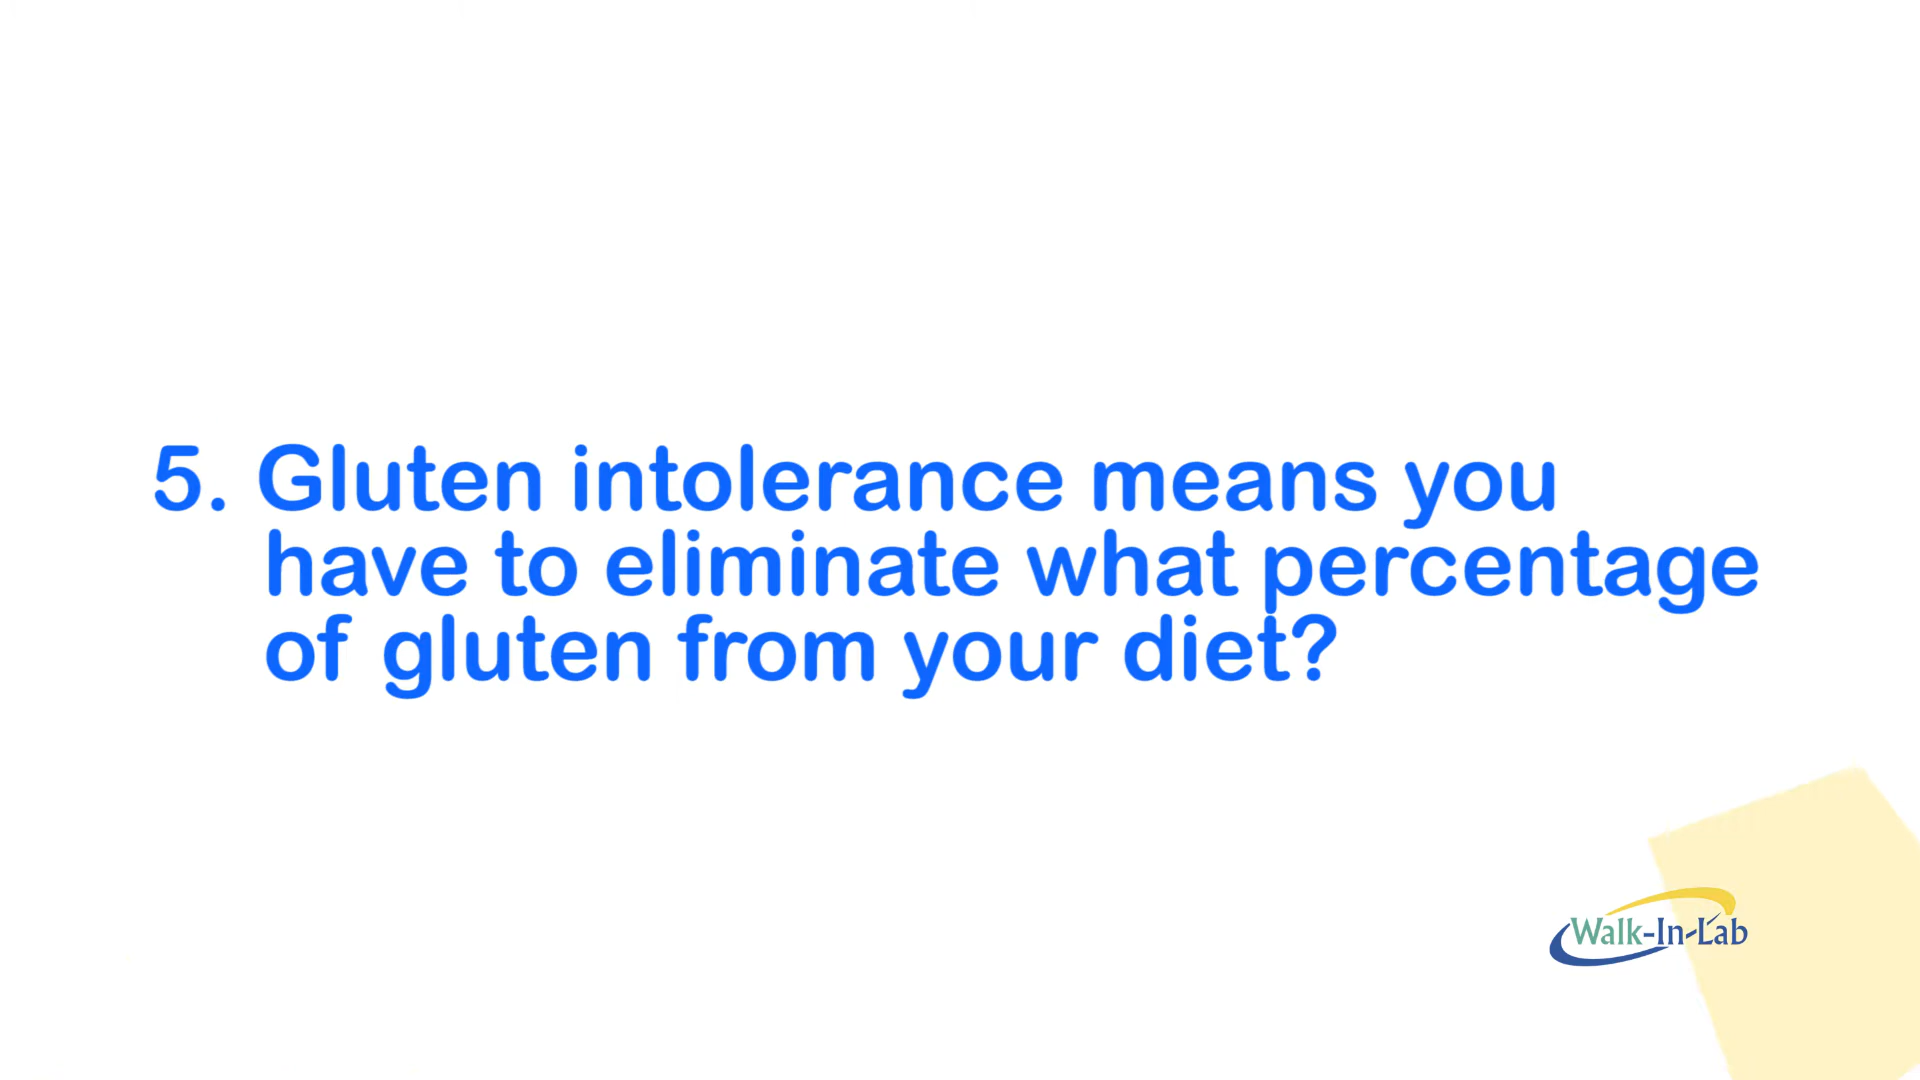 5. Gluten intolerance means you
have to eliminate what percentage
of gluten from your diet?
Walk-In-Lab